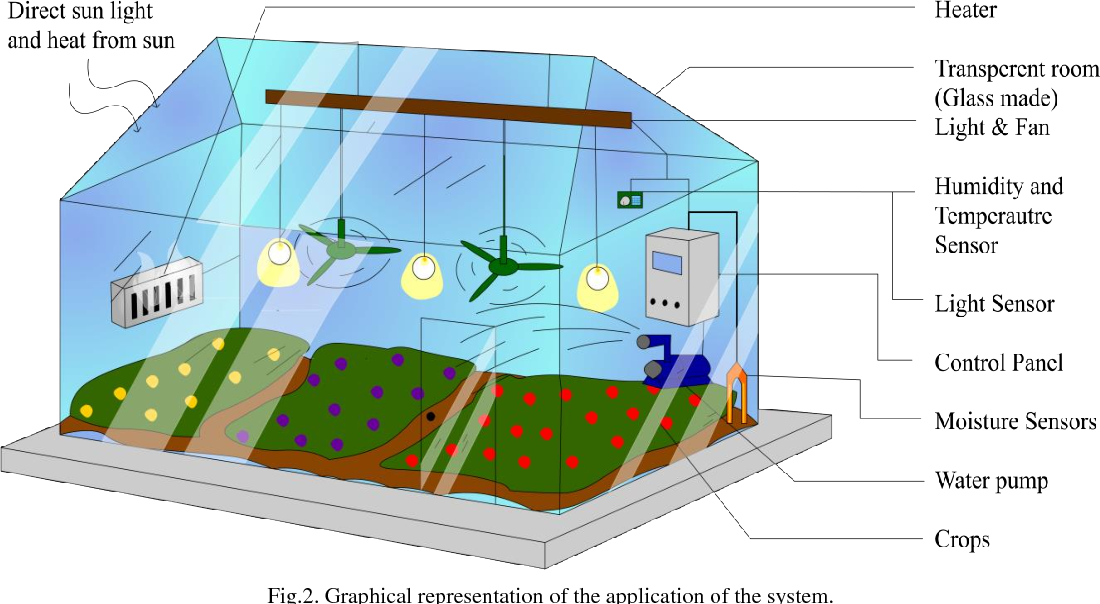 Direct sun light
and heat from sun
Heater
Transperent room
(Glass made)
Light & Fan
Humidity and
Temperautre
Sensor
Light Sensor
Control Panel
Moisture Sensors
Water pump
Crops
Fig.2. Graphical representation of the application of the system.